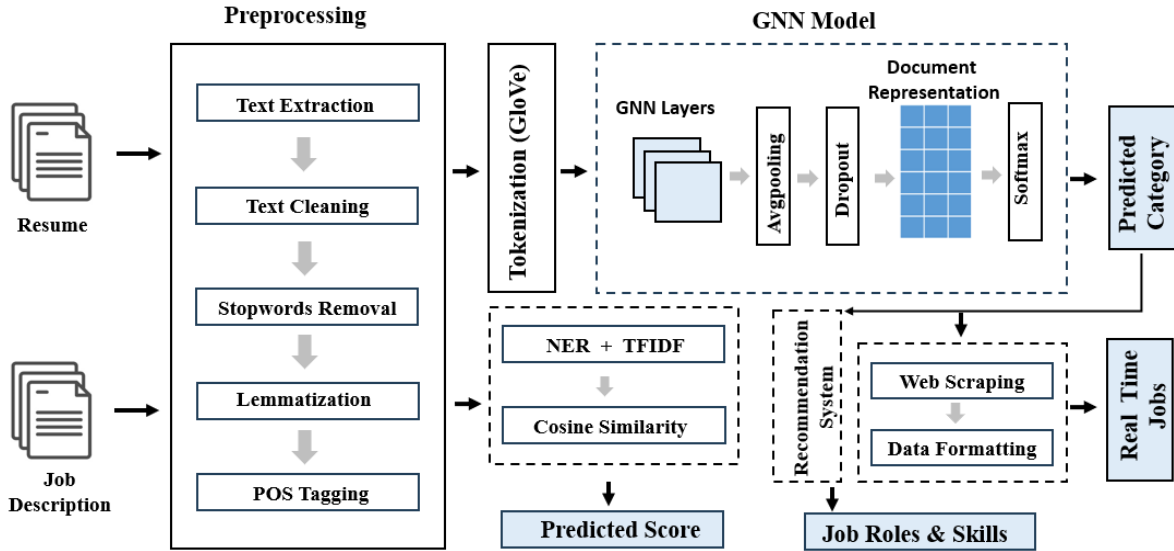 Preprocessing
GNN Model
Resume
Job
Description
Text Extraction
Text Cleaning
Stopwords Removal
Lemmatization
POS Tagging
Tokenization (GloVe)
GNN Layers
Avgpooling
Dropout
Document
Representation
Softmax
Predicted
Category
NER + TFIDF
Cosine Similarity
Predicted Score
Recommendation
System
Job Roles & Skills
Web Scraping
Data Formatting
Real Time
Jobs